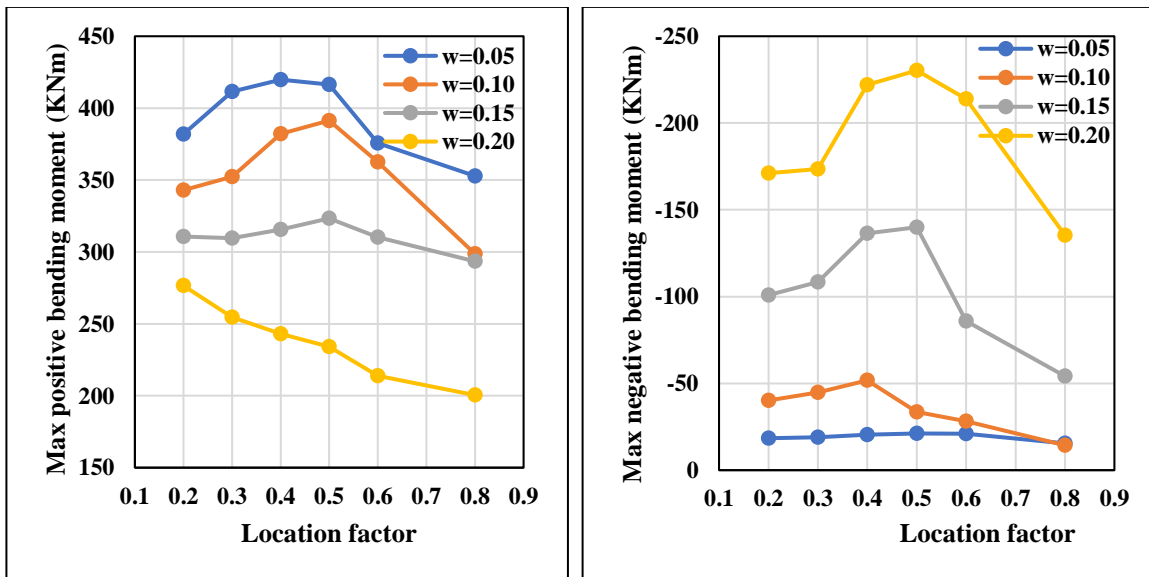 Max positive bending moment (KNm)
450
400
350
300
250
200
150
0.1 0.2 0.3 0.4 0.5 0.6 0.7 0.8 0.9
Location factor
w=0.05
w=0.10
w=0.15
w=0.20
Max negative bending moment (KNm)
-250
-200
-150
-100
-50
0
0.1 0.2 0.3 0.4 0.5 0.6 0.7 0.8 0.9
Location factor
w=0.05
w=0.10
w=0.15
w=0.20